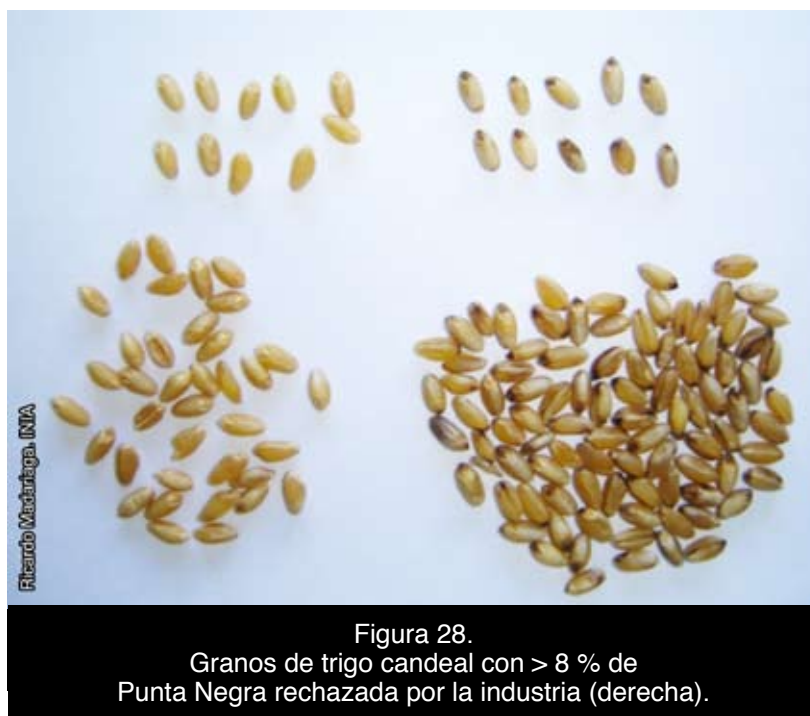 Ricardo Madariaga. INIA
Figura 28.
Granos de trigo candeal con > 8 % de
Punta Negra rechazada por la industria (derecha).